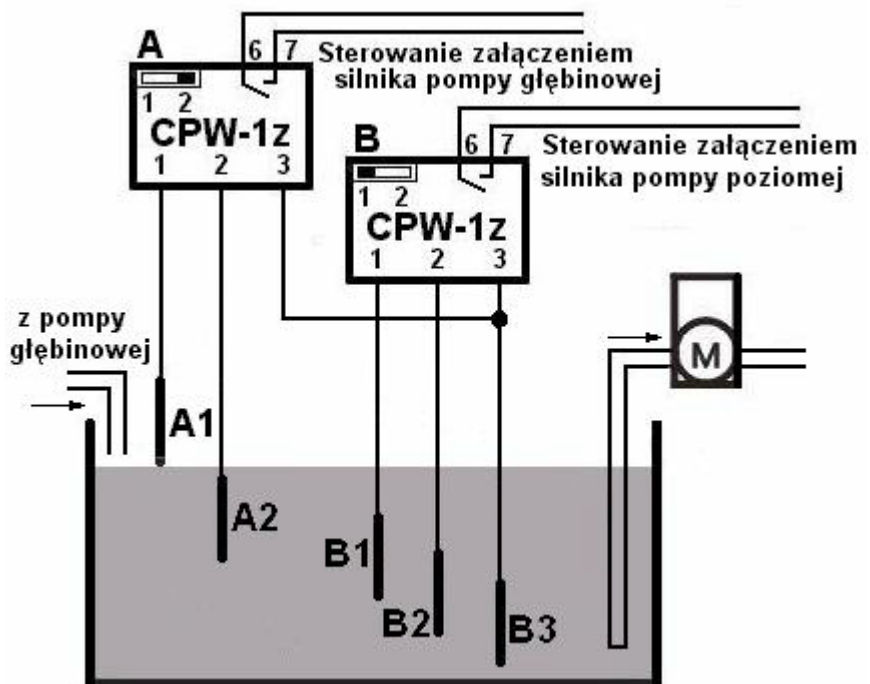 A
6 7
Sterowanie załączeniem
silnika pompy głębinowej
1 2
CPW-1z
1 2 3
B
6 7
Sterowanie załączeniem
silnika pompy poziomej
1 2
CPW-1z
1 2 3
z pompy
głębinowej
M
A1
A2
B1
B2
B3